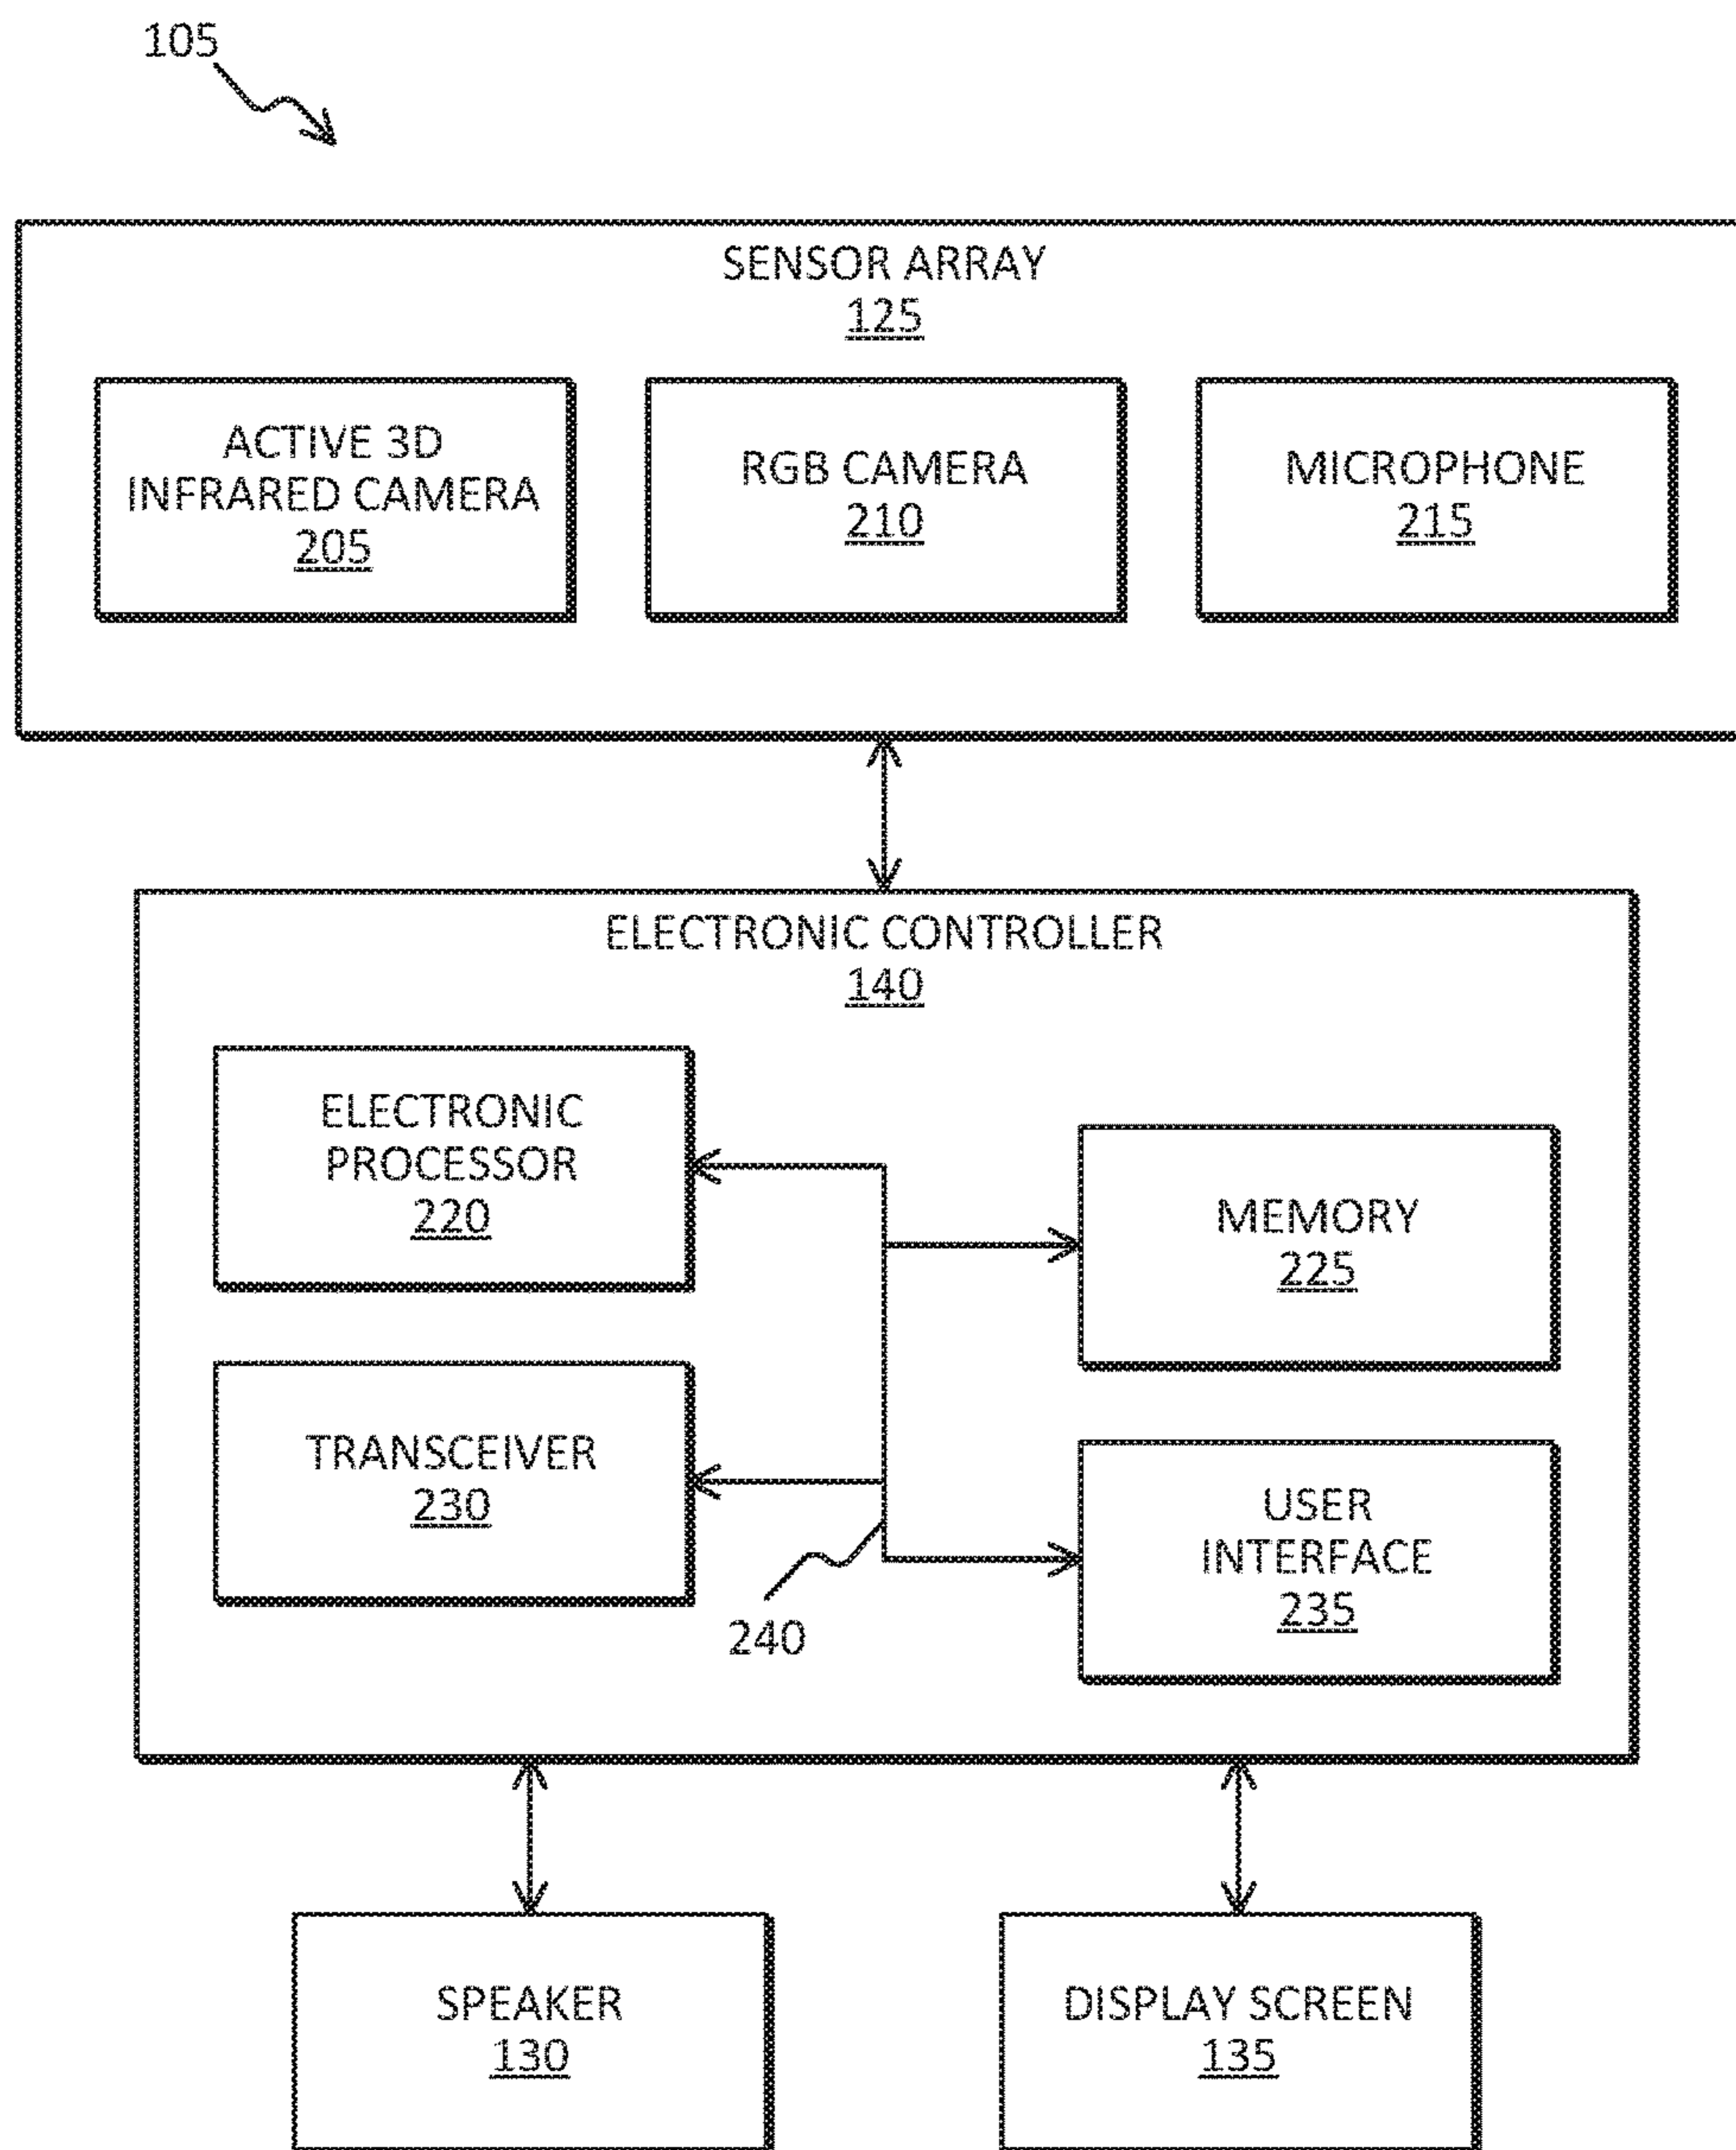 105
SENSOR ARRAY
125
ACTIVE 3D
INFRARED CAMERA
205
RGB CAMERA
210
MICROPHONE
215
ELECTRONIC CONTROLLER
140
ELECTRONIC
PROCESSOR
220
MEMORY
225
TRANSCEIVER
230
USER
INTERFACE
235
240
SPEAKER
130
DISPLAY SCREEN
135